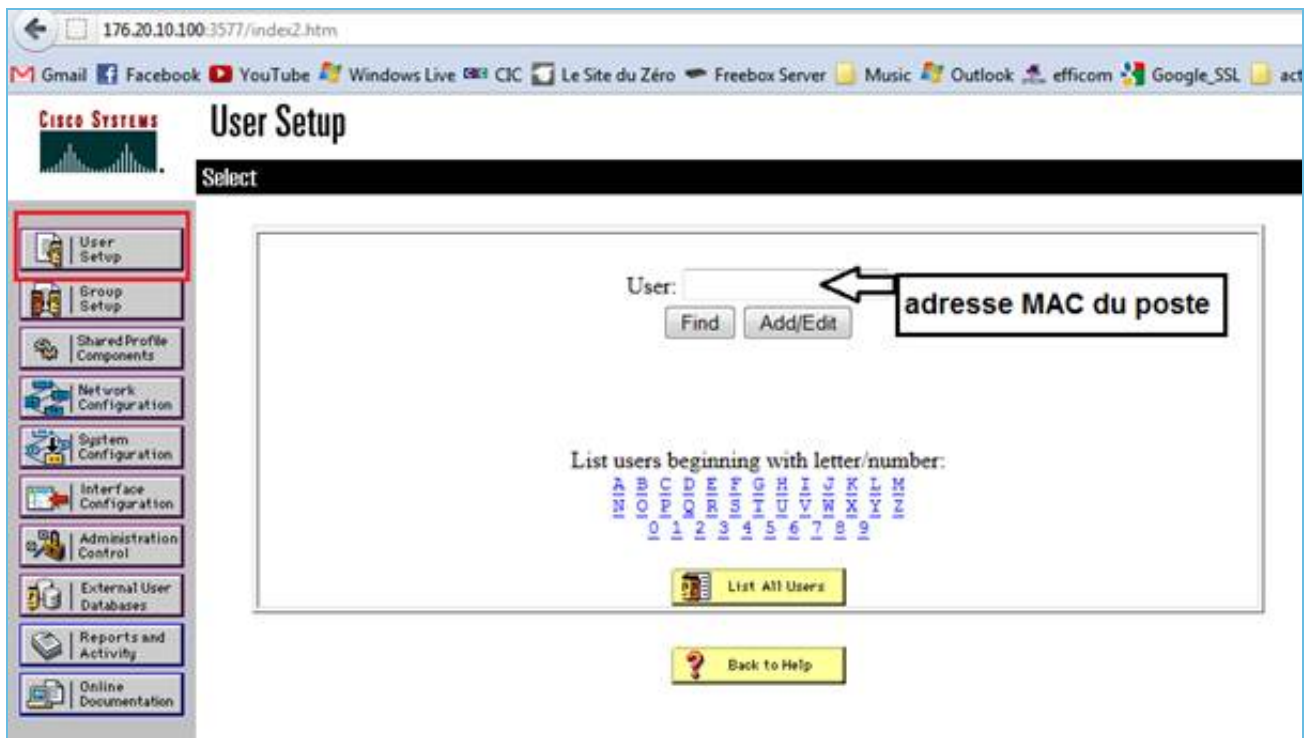 176.20.10.100:3577/index2.htm
Gmail Facebook YouTube Windows Live CIC Le Site du Zéro Freebox Server Music Outlook efficom Google_SSL act
CISCO SYSTEMS
User Setup
Select
User Setup
Group Setup
Shared Profile Components
Network Configuration
System Configuration
Interface Configuration
Administration Control
External User Databases
Reports and Activity
Online Documentation
User:
adresse MAC du poste
Find Add/Edit
List users beginning with letter/number:
A B C D E F G H I J K L M
N O P Q R S T U V W X Y Z
0 1 2 3 4 5 6 7 8 9
List All Users
Back to Help